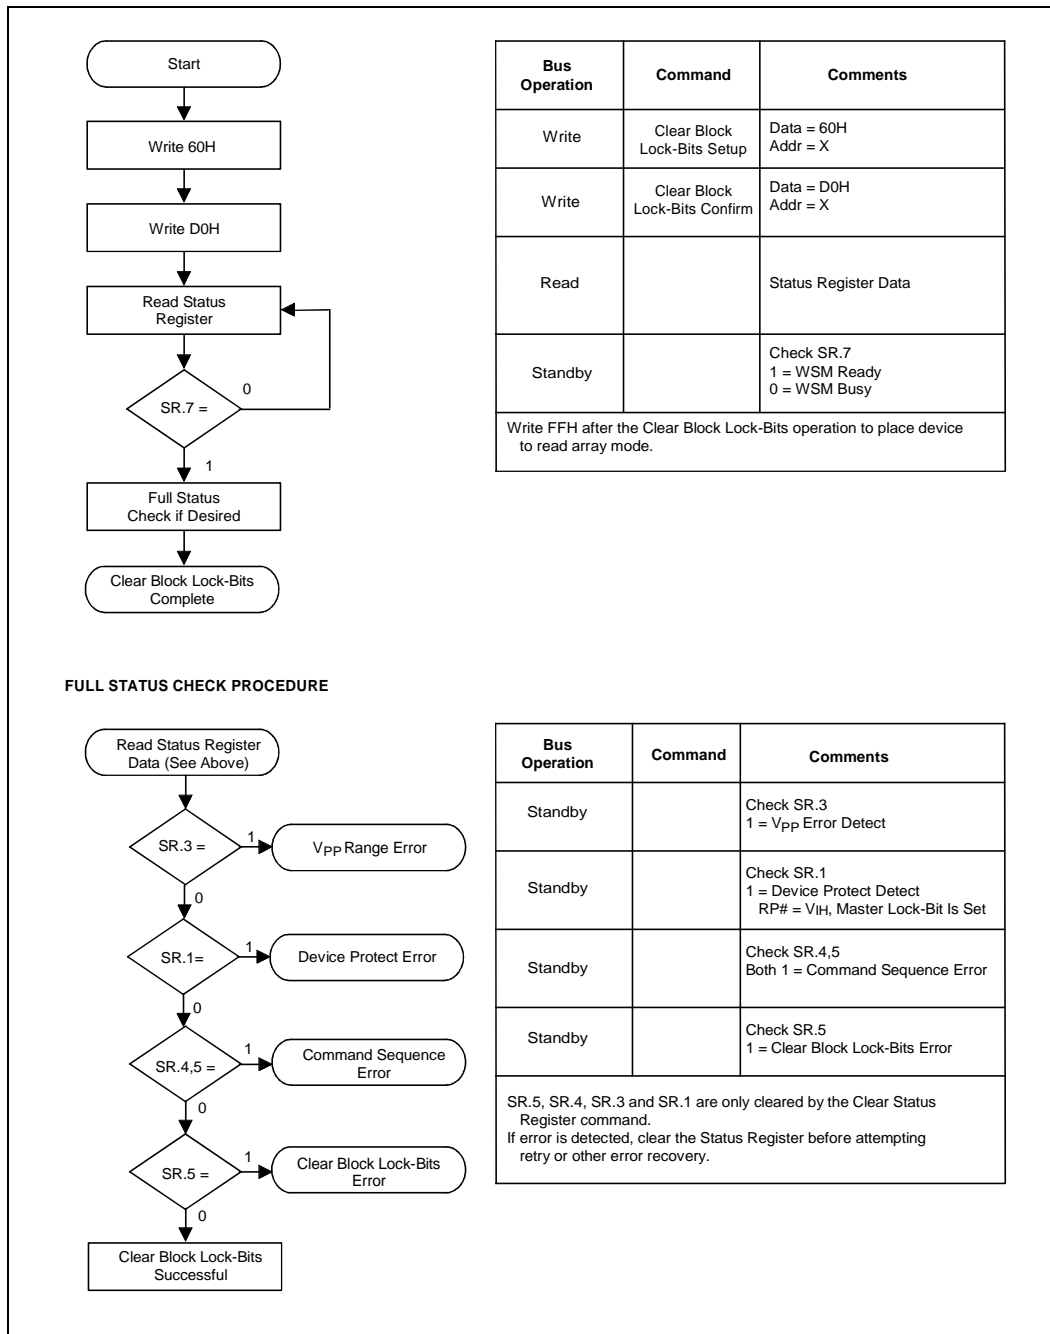 Start
Write 60H
Write D0H
Read Status
Register
SR.7 =
0
1
Full Status
Check if Desired
Clear Block Lock-Bits
Complete
Bus
Operation
Command
Comments
Write
Clear Block
Lock-Bits Setup
Data = 60H
Addr = X
Write
Clear Block
Lock-Bits Confirm
Data = D0H
Addr = X
Read
Status Register Data
Standby
Check SR.7
1 = WSM Ready
0 = WSM Busy
Write FFH after the Clear Block Lock-Bits operation to place device
to read array mode.
FULL STATUS CHECK PROCEDURE
Read Status Register
Data (See Above)
SR.3 =
1
VPP Range Error
0
SR.1=
1
Device Protect Error
0
SR.4,5 =
1
Command Sequence
Error
0
SR.5 =
1
Clear Block Lock-Bits
Error
0
Clear Block Lock-Bits
Successful
Bus
Operation
Command
Comments
Standby
Check SR.3
1 = VPP Error Detect
Standby
Check SR.1
1 = Device Protect Detect
RP# = VIH, Master Lock-Bit Is Set
Standby
Check SR.4,5
Both 1 = Command Sequence Error
Standby
Check SR.5
1 = Clear Block Lock-Bits Error
SR.5, SR.4, SR.3 and SR.1 are only cleared by the Clear Status
Register command.
If error is detected, clear the Status Register before attempting
retry or other error recovery.